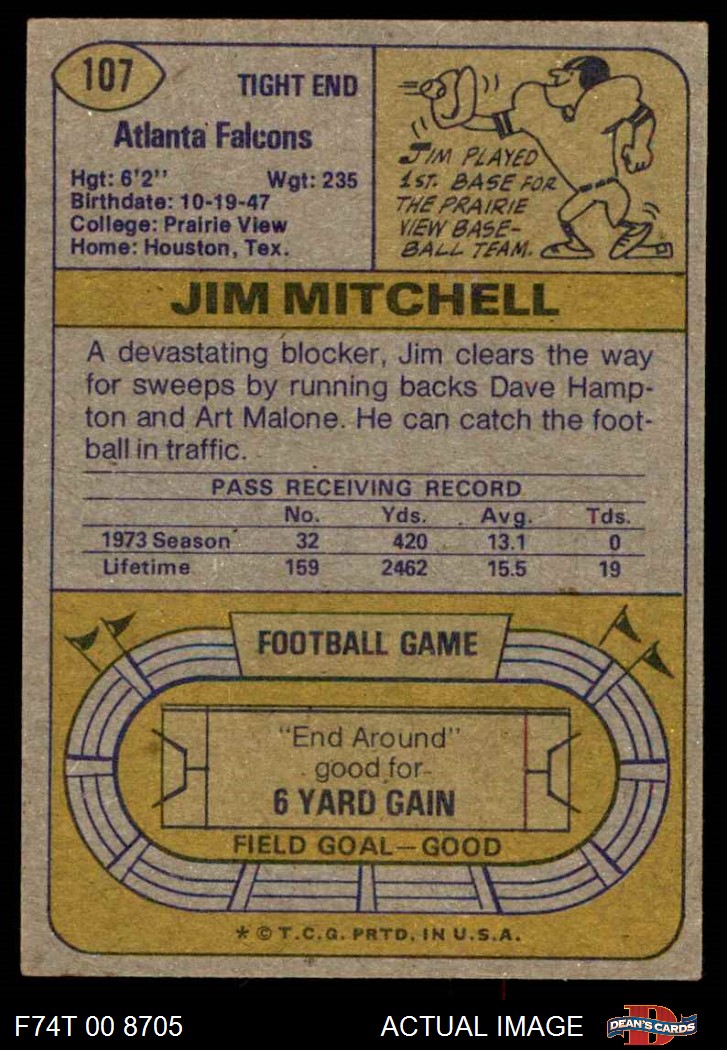 107
TIGHT END
Atlanta Falcons
Hgt: 6'2" Wgt: 235
Birthdate: 10-19-47
College: Prairie View
Home: Houston, Tex.
JIM PLAYED
1ST. BASE FOR
THE PRAIRIE
VIEW BASE-
BALL TEAM.
JIM MITCHELL
A devastating blocker, Jim clears the way
for sweeps by running backs Dave Hamp-
ton and Art Malone. He can catch the foot-
ball in traffic.
PASS RECEIVING RECORD
No. Yds. Avg. Tds.
1973 Season 32 420 13.1 0
Lifetime 159 2462 15.5 19
FOOTBALL GAME
"End Around"
good for
6 YARD GAIN
FIELD GOAL—GOOD
* © T.C.G. PRTD. IN U.S.A.
F74T 00 8705 ACTUAL IMAGE
D
DEAN'S CARDS